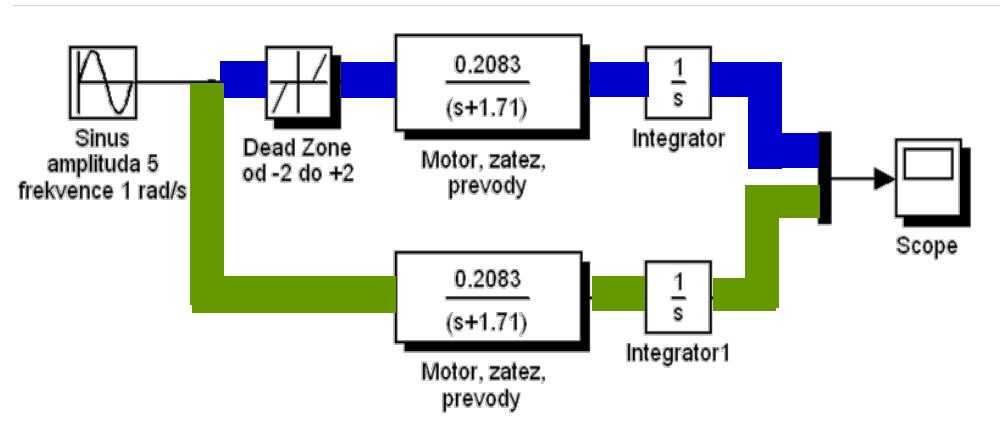 Sinus
amplituda 5
frekvence 1 rad/s
Dead Zone
od -2 do +2
0.2083
(s+1.71)
Motor, zatez,
prevody
1
s
Integrator
Scope
0.2083
(s+1.71)
Motor, zatez,
prevody
1
s
Integrator1